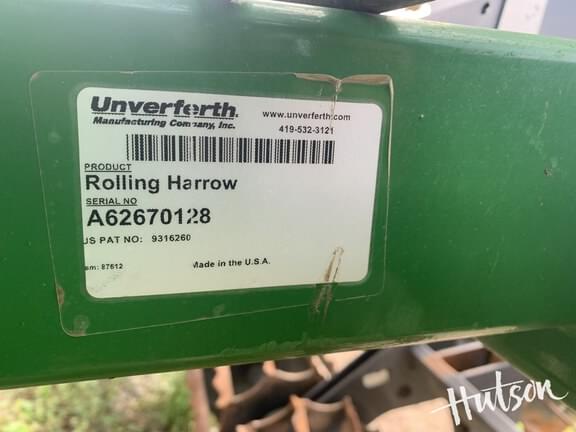 Unverferth.
Manufacturing Company, Inc.
www.unverferth.com
419-532-3121
PRODUCT
Rolling Harrow
SERIAL NO
A62670128
US PAT NO: 9316260
sm: 87612
Made in the U.S.A.
Hutson